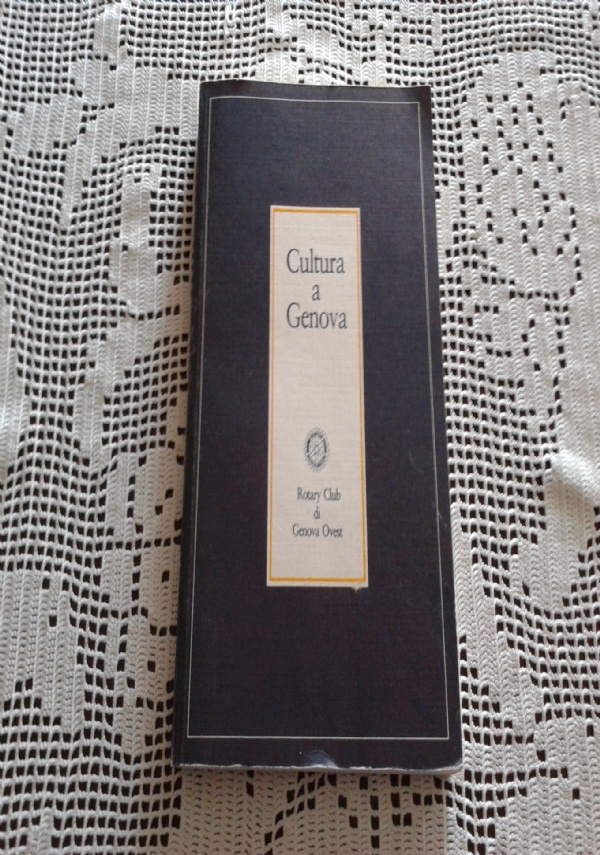 Cultura
a
Genova
Rotary Club
di
Genova Ovest